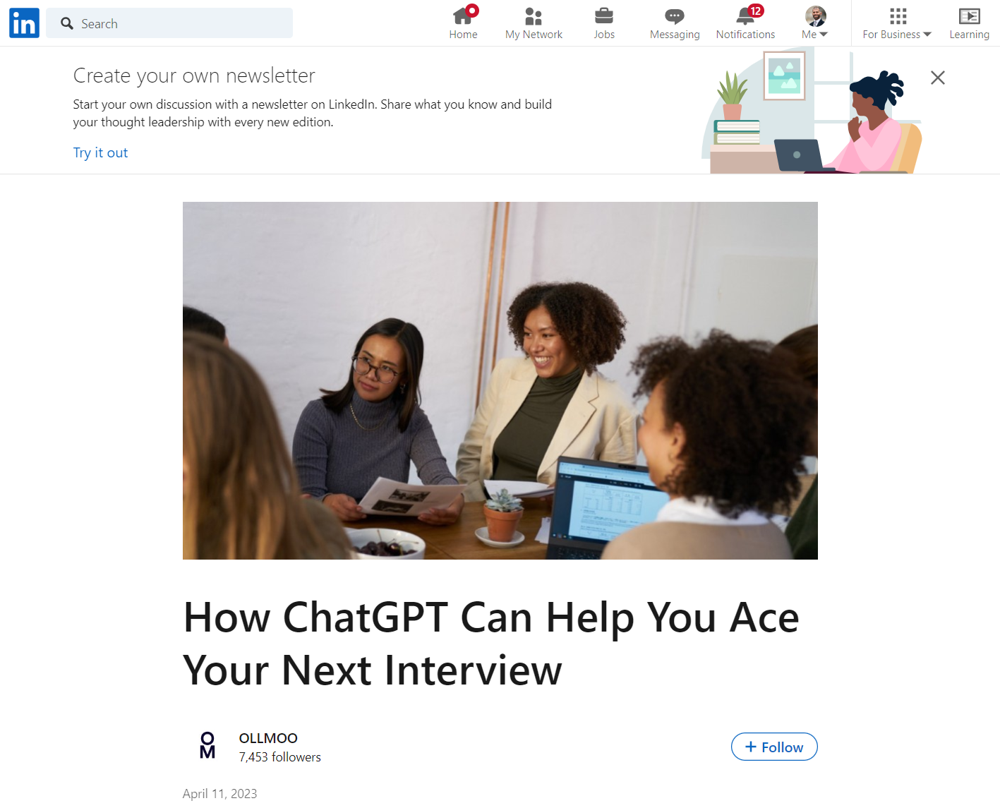 in
Search
Home
My Network
Jobs
Messaging
12
Notifications
Me
For Business
Learning
Create your own newsletter
Start your own discussion with a newsletter on LinkedIn. Share what you know and build
your thought leadership with every new edition.
Try it out
How ChatGPT Can Help You Ace
Your Next Interview
OM
OLLMOO
7,453 followers
+ Follow
April 11, 2023